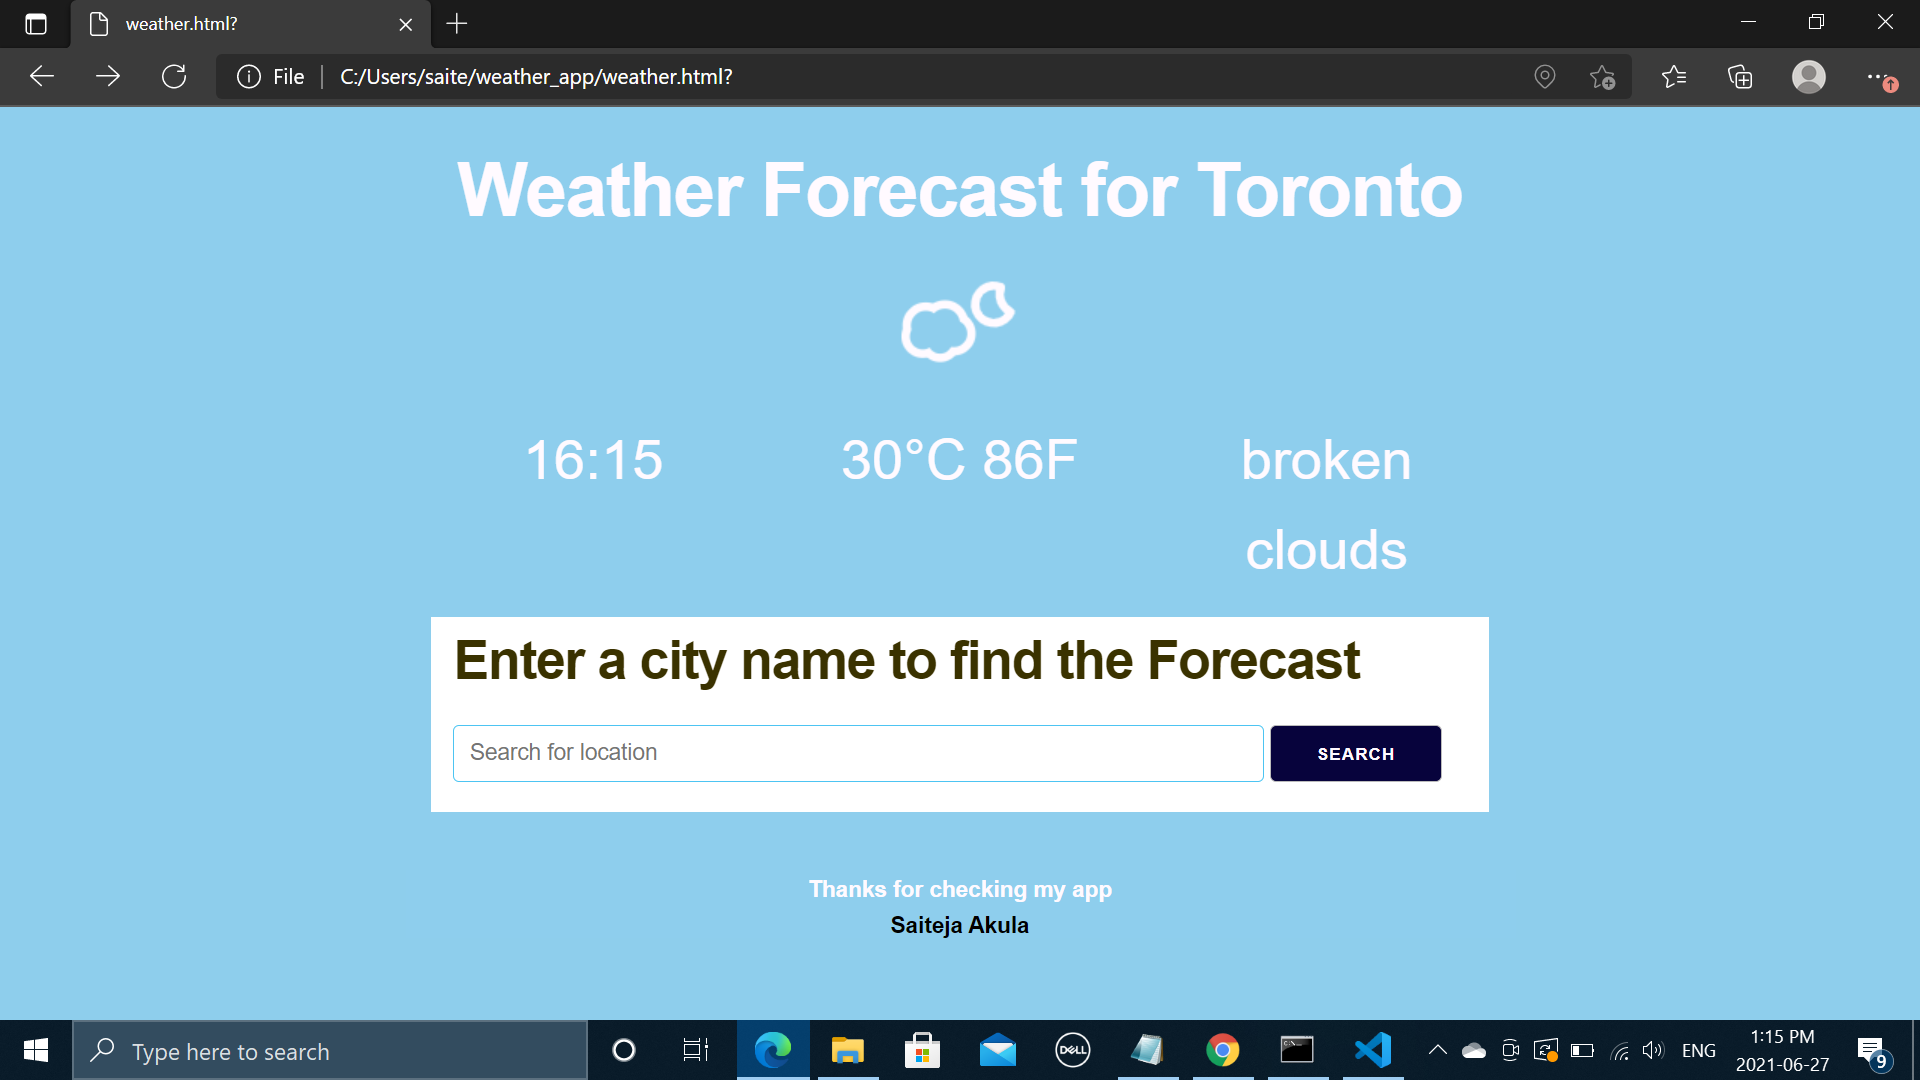 weather.html?
File C:/Users/saite/weather_app/weather.html?
Weather Forecast for Toronto
16:15 30°C 86F broken
clouds
Enter a city name to find the Forecast
Search for location SEARCH
Thanks for checking my app
Saiteja Akula
Type here to search
DELL
ENG
1:15 PM
2021-06-27
9